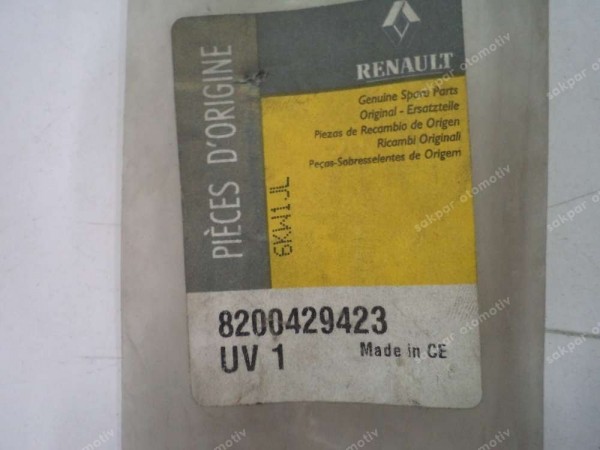 PIÈCES D'ORIGINE
RENAULT
Genuine Spare Parts
Original - Ersatzteile
Piezas de Recambio de Origen
Ricambi Originali
Peças-Sobresselentes de Origem
6KW1JL
8200429423
UV 1
Made in CE
sakpar otomotiv